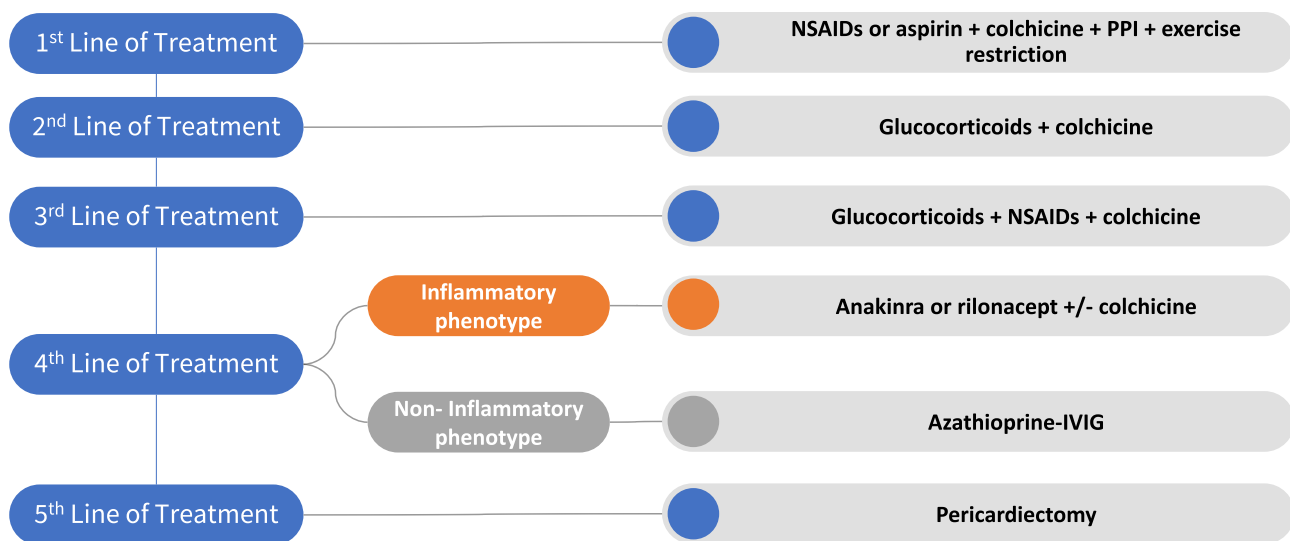 1st Line of Treatment
NSAIDs or aspirin + colchicine + PPI + exercise
restriction
2nd Line of Treatment
Glucocorticoids + colchicine
3rd Line of Treatment
Glucocorticoids + NSAIDs + colchicine
4th Line of Treatment
Inflammatory
phenotype
Anakinra or rilonacept +/- colchicine
Non- Inflammatory
phenotype
Azathioprine-IVIG
5th Line of Treatment
Pericardiectomy